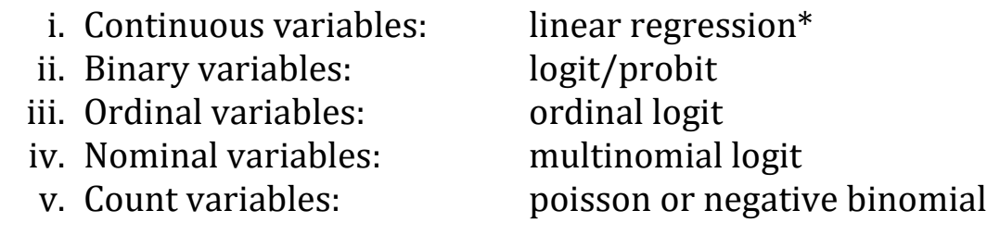 i. Continuous variables: linear regression*
ii. Binary variables: logit/probit
iii. Ordinal variables: ordinal logit
iv. Nominal variables: multinomial logit
v. Count variables: poisson or negative binomial